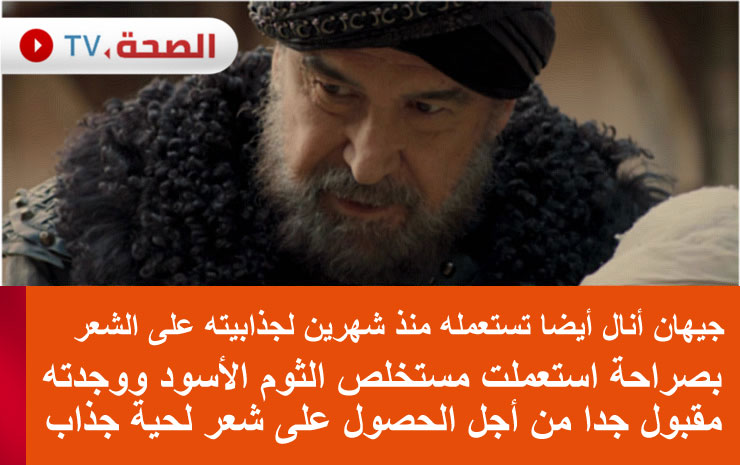 الصحة TV
جيهان أنال أيضا تستعمله منذ شهرين لجذابيته على الشعر
بصراحة استعملت مستخلص الثوم الأسود ووجدته
مقبول جدا من أجل الحصول على شعر لحية جذاب